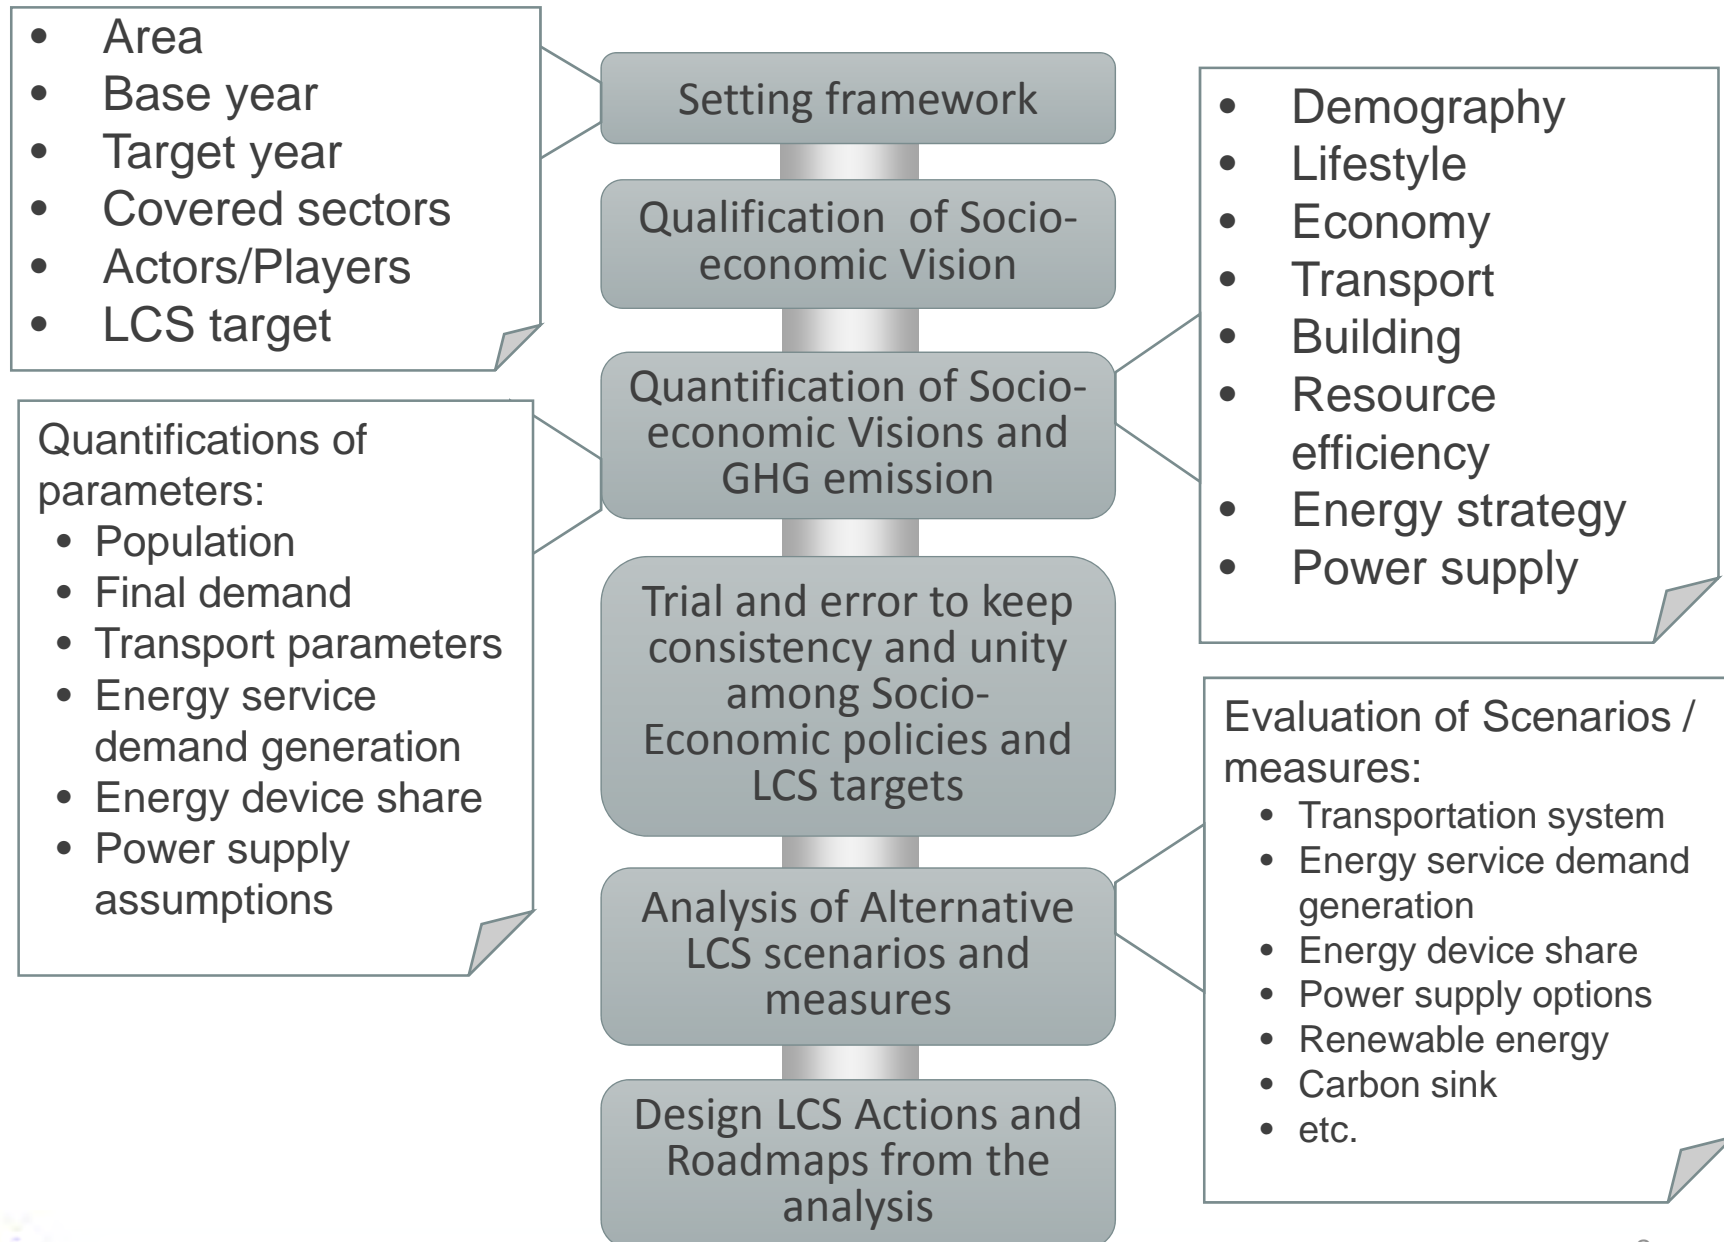 • Area
• Base year
• Target year
• Covered sectors
• Actors/Players
• LCS target
Setting framework
Qualification of Socio-
economic Vision
Quantification of Socio-
economic Visions and
GHG emission
Trial and error to keep
consistency and unity
among Socio-
Economic policies and
LCS targets
Analysis of Alternative
LCS scenarios and
measures
Design LCS Actions and
Roadmaps from the
analysis
Quantifications of
parameters:
• Population
• Final demand
• Transport parameters
• Energy service
demand generation
• Energy device share
• Power supply
assumptions
• Demography
• Lifestyle
• Economy
• Transport
• Building
• Resource
efficiency
• Energy strategy
• Power supply
Evaluation of Scenarios /
measures:
• Transportation system
• Energy service demand
generation
• Energy device share
• Power supply options
• Renewable energy
• Carbon sink
• etc.